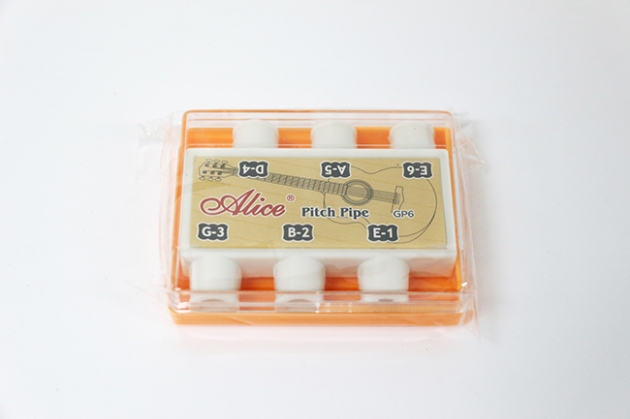 D-4 A-5 E-6
Alice® Pitch Pipe GP6
G-3 B-2 E-1